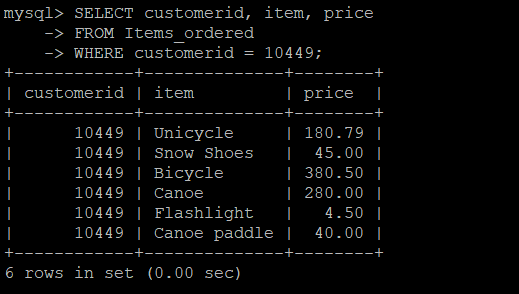 mysql> SELECT customerid, item, price
    -> FROM Items_ordered
    -> WHERE customerid = 10449;
+------------+--------------+--------+
| customerid | item         | price  |
+------------+--------------+--------+
|      10449 | Unicycle     | 180.79 |
|      10449 | Snow Shoes   |  45.00 |
|      10449 | Bicycle      | 380.50 |
|      10449 | Canoe        | 280.00 |
|      10449 | Flashlight   |   4.50 |
|      10449 | Canoe paddle |  40.00 |
+------------+--------------+--------+
6 rows in set (0.00 sec)